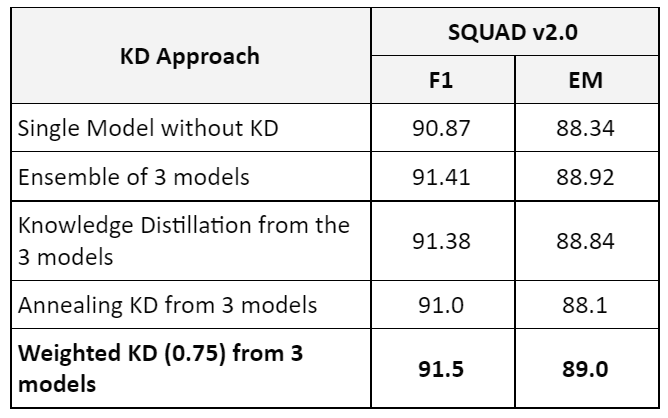 KD Approach
SQUAD v2.0
F1
EM
Single Model without KD
90.87
88.34
Ensemble of 3 models
91.41
88.92
Knowledge Distillation from the
3 models
91.38
88.84
Annealing KD from 3 models
91.0
88.1
Weighted KD (0.75) from 3
models
91.5
89.0